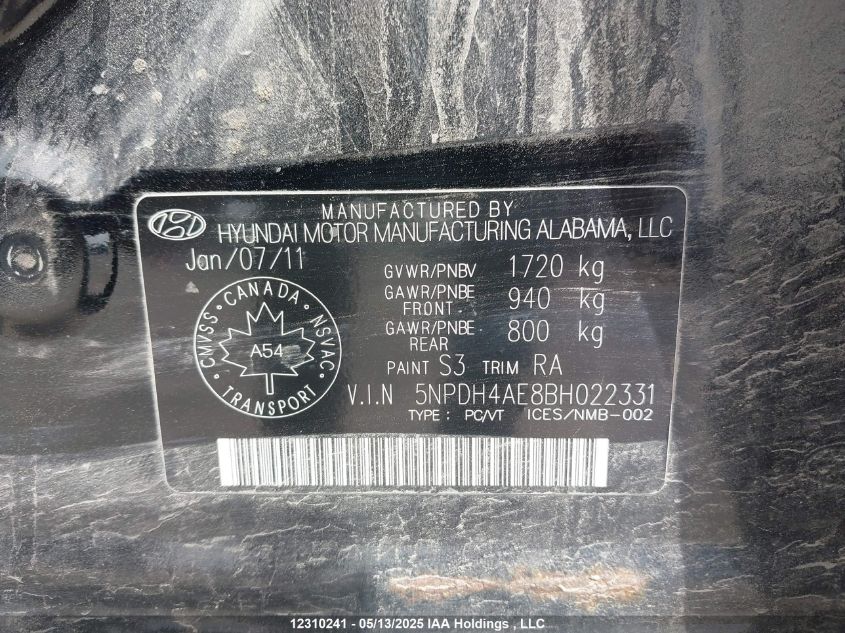 MANUFACTURED BY
HYUNDAI MOTOR MANUFACTURING ALABAMA, LLC
Jan/07/11
GVWR/PNBV 1720 kg
GAWR/PNBE FRONT 940 kg
GAWR/PNBE REAR 800 kg
CANADA
CMVSS A54 NSVAC
TRANSPORT
PAINT S3 TRIM RA
V.I.N 5NPDH4AE8BH022331
TYPE: PC/VT ICES/NMB-002
12310241 - 05/13/2025 IAA Holdings , LLC